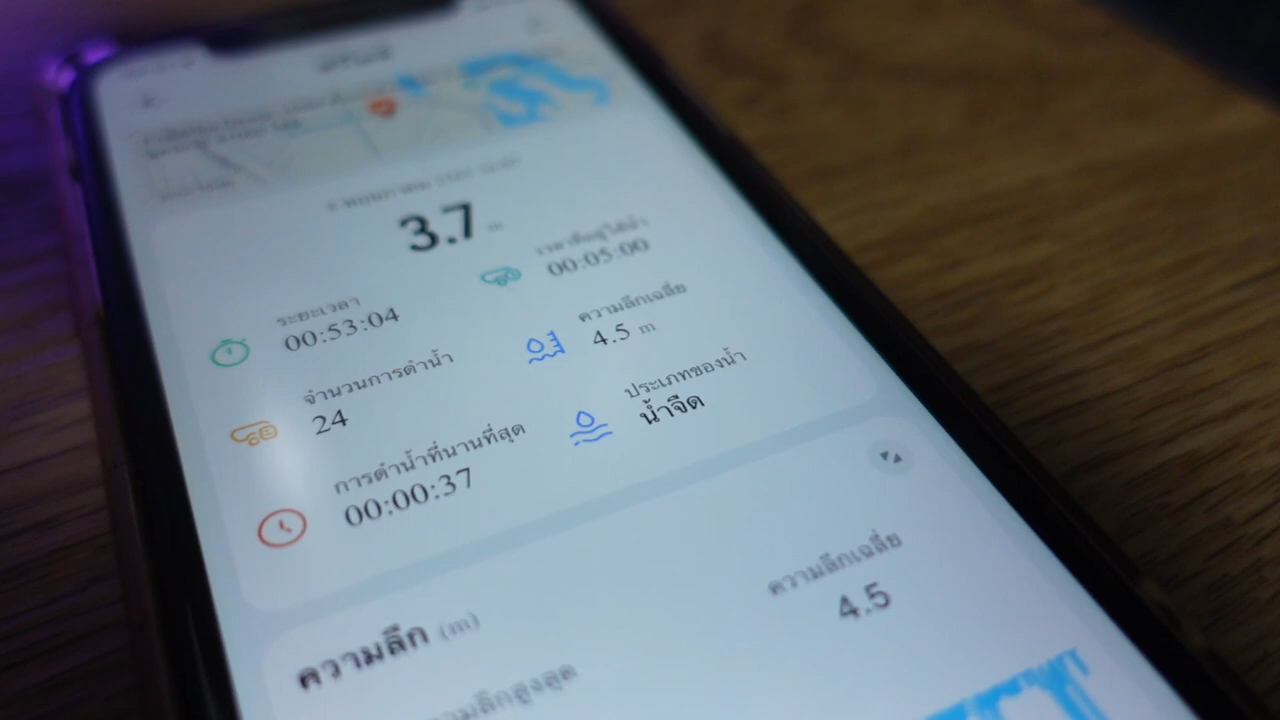 3.7 m
ระยะเวลา
00:53:04
เวลาที่อยู่ใต้น้ำ
00:05:00
จำนวนการดำน้ำ
24
ความลึกเฉลี่ย
4.5 m
การดำน้ำที่นานที่สุด
00:00:37
ประเภทของน้ำ
น้ำจืด
ความลึก (m)
ความลึกเฉลี่ย
4.5
ความลึกสูงสุด